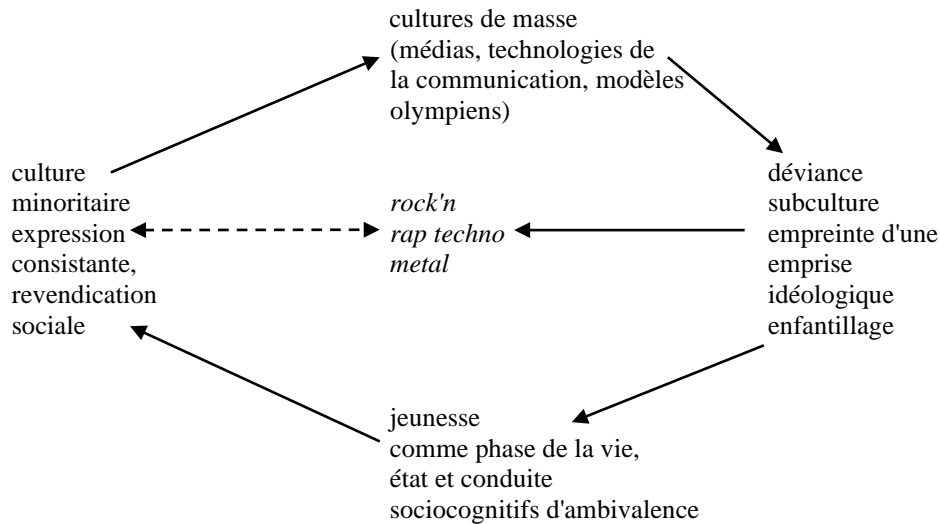 cultures de masse
(médias, technologies de
la communication, modèles
olympiens)
culture
minoritaire
expression
consistante,
revendication
sociale
rock'n
rap techno
metal
déviance
subculture
empreinte d'une
emprise
idéologique
enfantillage
jeunesse
comme phase de la vie,
état et conduite
sociocognitifs d'ambivalence